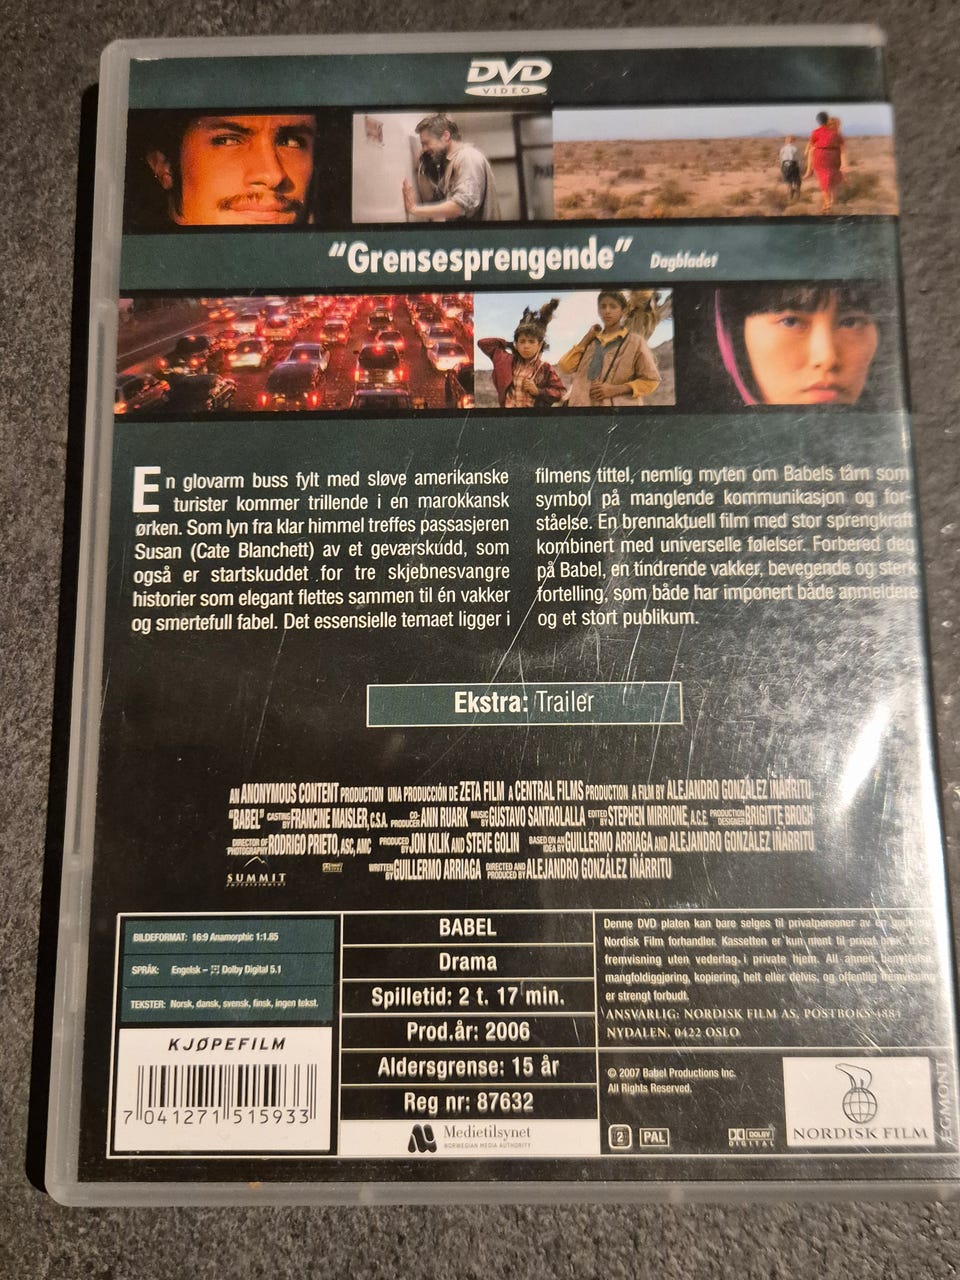 DVD
VIDEO
"Grensesprengende" Dagbladet
En glovarm buss fylt med sløve amerikanske
turister kommer trillende i en marokkansk
ørken. Som lyn fra klar himmel treffes passasjeren
Susan (Cate Blanchett) av et geværskudd, som
også er startskuddet for tre skjebnesvangre
historier som elegant flettes sammen til én vakker
og smertefull fabel. Det essensielle temaet ligger i
filmens tittel, nemlig myten om Babels tårn som
symbol på manglende kommunikasjon og for-
ståelse. En brennaktuell film med stor sprengkraft
kombinert med universelle følelser. Forbered deg
på Babel, en tindrende vakker, bevegende og sterk
fortelling, som både har imponert både anmeldere
og et stort publikum.
Ekstra: Trailer
AN ANONYMOUS CONTENT PRODUCTION UNA PRODUCCIÓN DE ZETA FILM A CENTRAL FILMS PRODUCTION A FILM BY ALEJANDRO GONZÁLEZ IÑÁRRITU
"BABEL" CASTING BY FRANCINE MAISLER, C.S.A. CO-PRODUCER ANN RUARK MUSIC BY GUSTAVO SANTAOLALLA EDITED BY STEPHEN MIRRIONE, A.C.E. PRODUCTION DESIGNER BRIGITTE BROCH
DIRECTOR OF PHOTOGRAPHY RODRIGO PRIETO, ASC, AMC PRODUCED BY JON KILIK AND STEVE GOLIN BASED ON AN IDEA BY GUILLERMO ARRIAGA AND ALEJANDRO GONZÁLEZ IÑÁRRITU
WRITTEN BY GUILLERMO ARRIAGA DIRECTED AND PRODUCED BY ALEJANDRO GONZÁLEZ IÑÁRRITU
SUMMIT
ENTERTAINMENT
BILDEFORMAT: 16:9 Anamorphic 1:1.85
SPRÅK: Engelsk – Dolby Digital 5.1
TEKSTER: Norsk, dansk, svensk, finsk, ingen tekst.
KJØPEFILM
7 041271 515933
BABEL
Drama
Spilletid: 2 t. 17 min.
Prod.år: 2006
Aldersgrense: 15 år
Reg nr: 87632
Medietilsynet
NORWEGIAN MEDIA AUTHORITY
Denne DVD platen kan bare selges til privatpersoner av en godkj.
Nordisk Film forhandler. Kassetten er kun ment til privat bruk, d.v.s.
fremvisning uten vederlag i private hjem. All annen benyttelse,
mangfoldiggjøring, kopiering, helt eller delvis, og offentlig fremvisning
er strengt forbudt.
ANSVARLIG: NORDISK FILM AS, POSTBOKS 4884
NYDALEN, 0422 OSLO
© 2007 Babel Productions Inc.
All Rights Reserved.
2 PAL
DOLBY
DIGITAL
NORDISK FILM
EGMONT